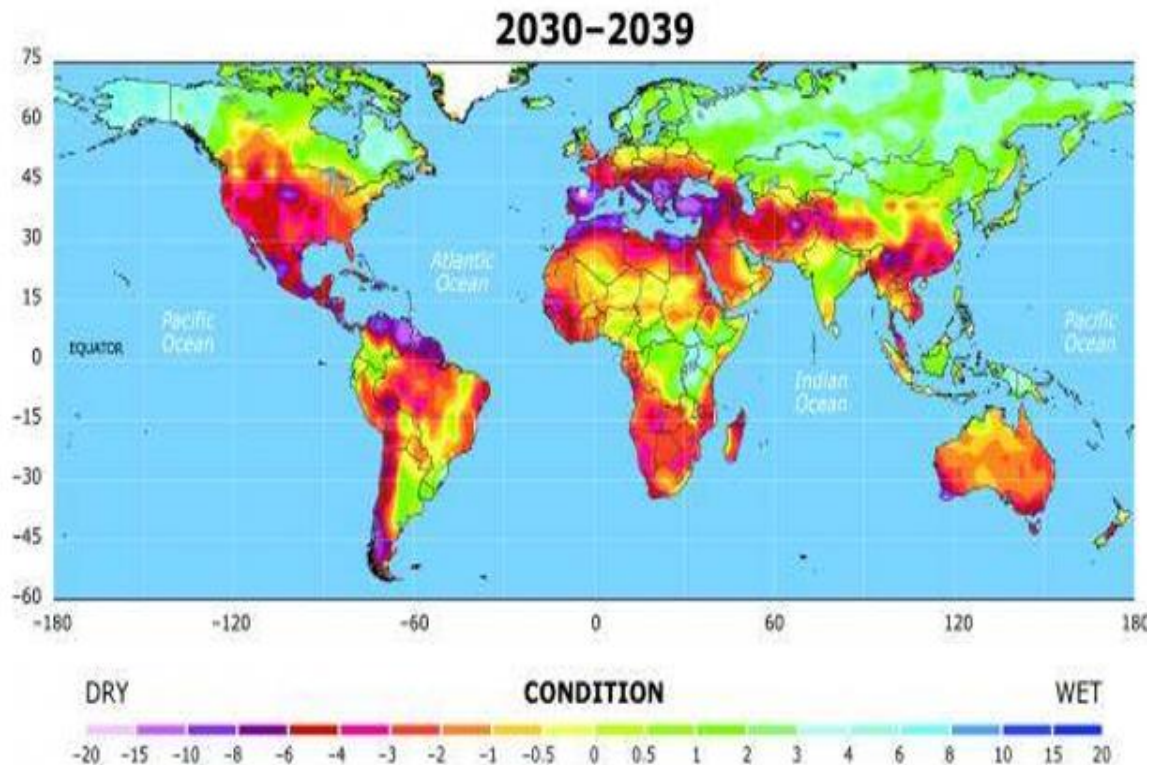 2030–2039
75
60
45
30
15
0
−15
−30
−45
−60
EQUATOR
Pacific
Ocean
Atlantic
Ocean
Indian
Ocean
Pacific
Ocean
−180 −120 −60 0 60 120 180
DRY CONDITION WET
−20 −15 −10 −8 −6 −4 −3 −2 −1 −0.5 0 0.5 1 2 3 4 6 8 10 15 20